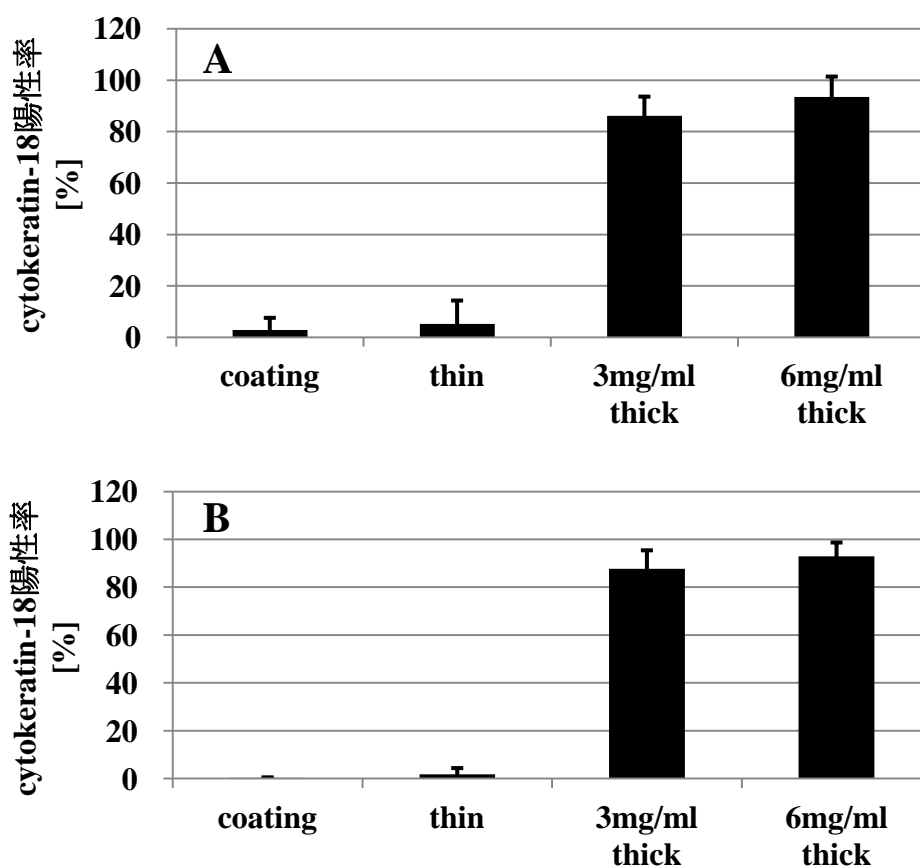 A
cytokeratin-18陽性率
[%]
120
100
80
60
40
20
0
coating
thin
3mg/ml
thick
6mg/ml
thick
B
cytokeratin-18陽性率
[%]
120
100
80
60
40
20
0
coating
thin
3mg/ml
thick
6mg/ml
thick